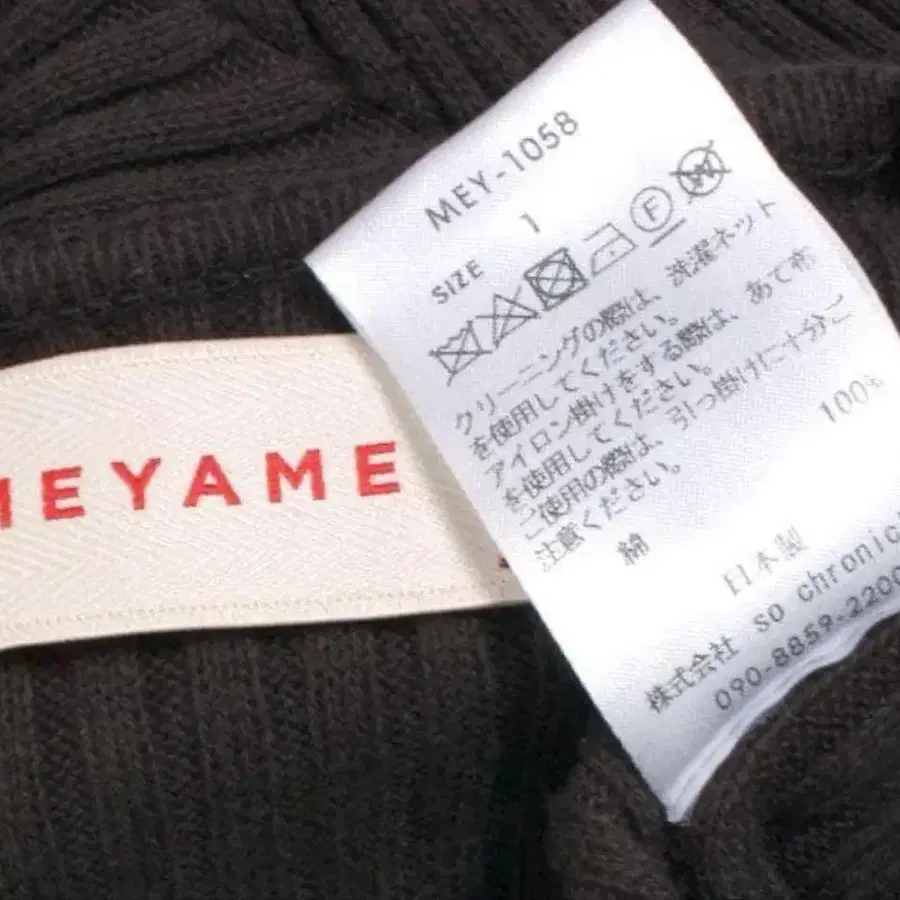 MEYAME
MEY-1058
SIZE 1
F W
クリーニングの際は、洗濯ネット
を使用してください。
アイロン掛けをする際は、あて布
を使用してください。
ご使用の際は、引っ掛けに十分ご
注意ください。
綿 100%
日本製
株式会社 so chronic
090-8859-2200